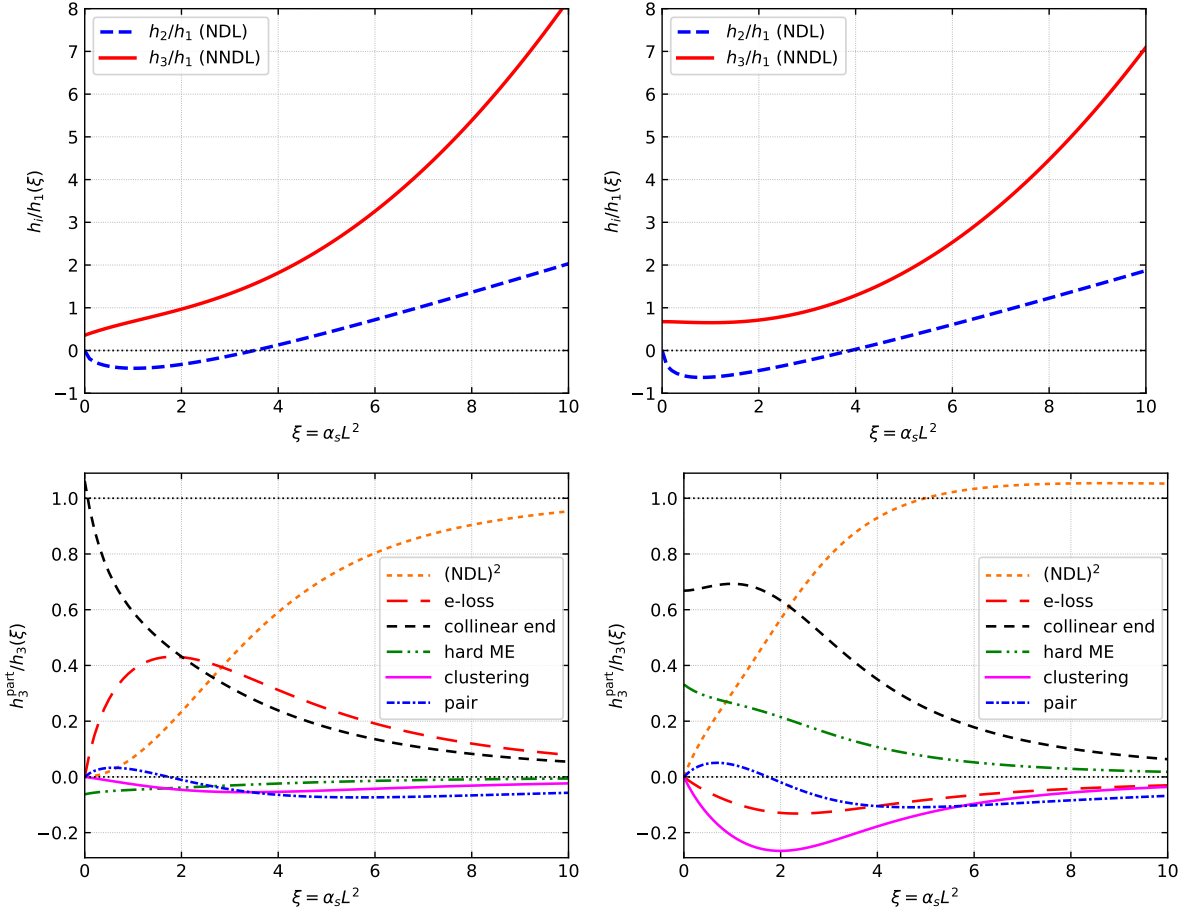 8
7
6
5
4
3
2
1
0
−1
h₂/h₁ (NDL)
h₃/h₁ (NNDL)
hᵢ/h₁(ξ)
0 2 4 6 8 10
ξ = αₛL²
8
7
6
5
4
3
2
1
0
−1
h₂/h₁ (NDL)
h₃/h₁ (NNDL)
hᵢ/h₁(ξ)
0 2 4 6 8 10
ξ = αₛL²
1.0
0.8
0.6
0.4
0.2
0.0
−0.2
(NDL)²
e-loss
collinear end
hard ME
clustering
pair
h₃ᵖᵃʳᵗ/h₃(ξ)
0 2 4 6 8 10
ξ = αₛL²
1.0
0.8
0.6
0.4
0.2
0.0
−0.2
(NDL)²
e-loss
collinear end
hard ME
clustering
pair
h₃ᵖᵃʳᵗ/h₃(ξ)
0 2 4 6 8 10
ξ = αₛL²